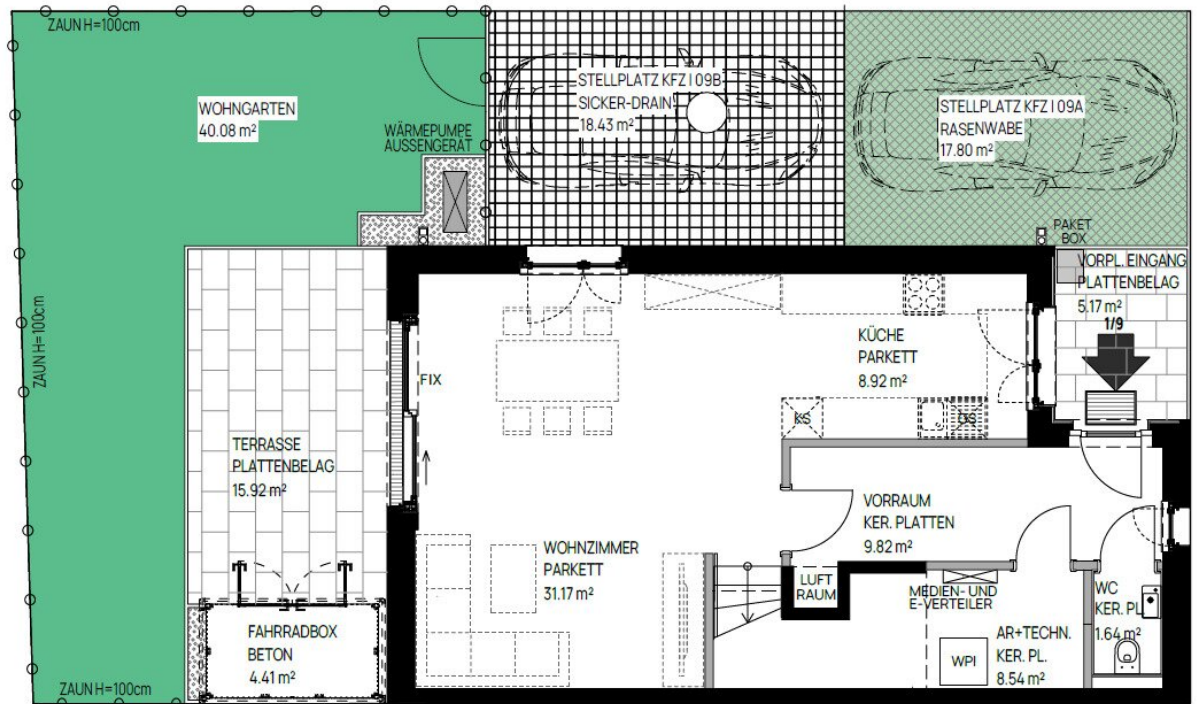 ZAUN H=100cm
WOHNGARTEN
40.08 m²
WÄRMEPUMPE
AUSSENGERÄT
STELLPLATZ KFZ I 09B
SICKER-DRAIN
18.43 m²
STELLPLATZ KFZ I 09A
RASENWABE
17.80 m²
PAKET
BOX
VORPL. EINGANG
PLATTENBELAG
5.17 m²
1/9
ZAUN H=100cm
FIX
KÜCHE
PARKETT
8.92 m²
KS
GS
TERRASSE
PLATTENBELAG
15.92 m²
VORRAUM
KER. PLATTEN
9.82 m²
WOHNZIMMER
PARKETT
31.17 m²
LUFT
RAUM
MEDIEN- UND
E-VERTEILER
WC
KER. PL.
1.64 m²
FAHRRADBOX
BETON
4.41 m²
WPI
AR+TECHN.
KER. PL.
8.54 m²
ZAUN H=100cm